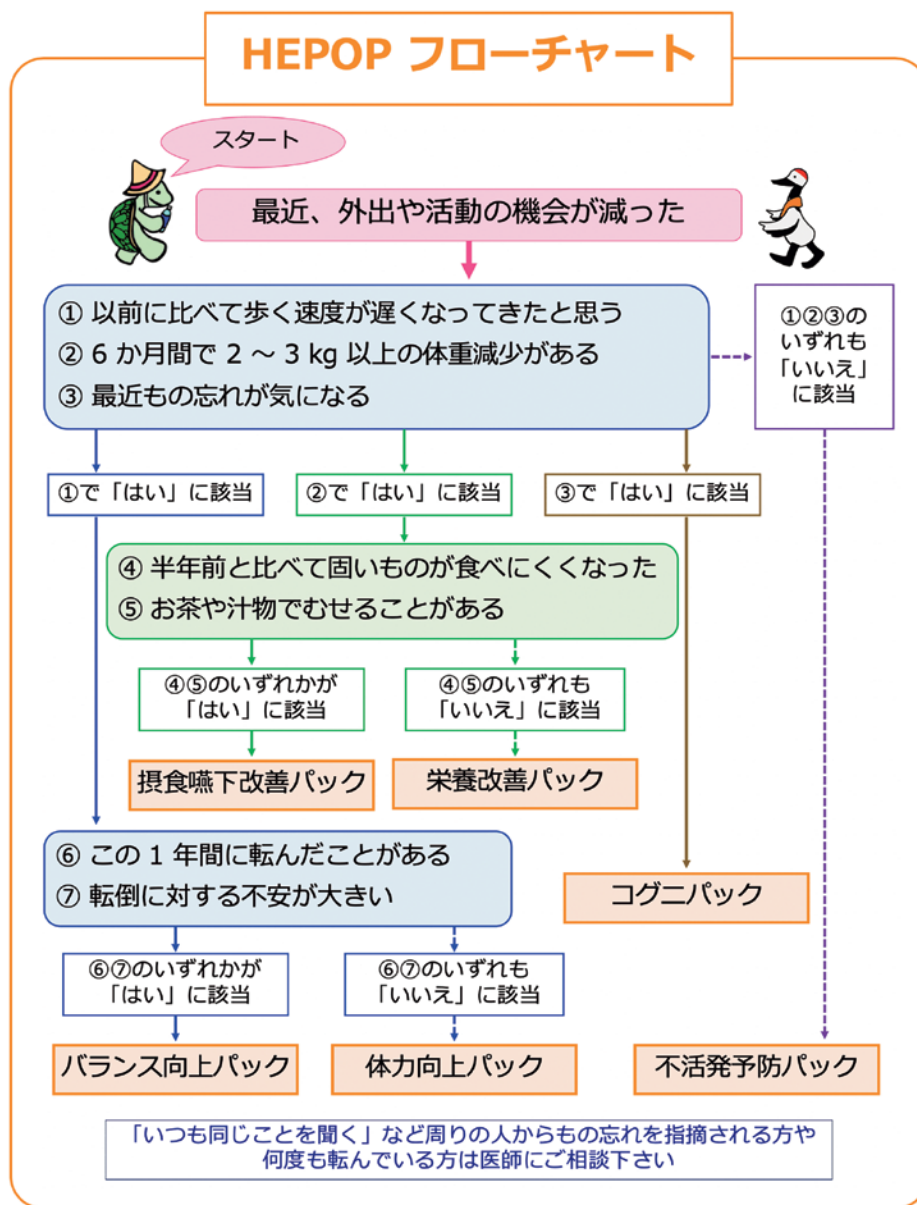 HEPOP フローチャート
スタート
最近、外出や活動の機会が減った
① 以前に比べて歩く速度が遅くなってきたと思う
② 6 か月間で 2 ～ 3 kg 以上の体重減少がある
③ 最近もの忘れが気になる
①②③の
いずれも
「いいえ」
に該当
①で「はい」に該当
②で「はい」に該当
③で「はい」に該当
④ 半年前と比べて固いものが食べにくくなった
⑤ お茶や汁物でむせることがある
④⑤のいずれかが
「はい」に該当
④⑤のいずれも
「いいえ」に該当
摂食嚥下改善パック
栄養改善パック
⑥ この 1 年間に転んだことがある
⑦ 転倒に対する不安が大きい
コグニパック
⑥⑦のいずれかが
「はい」に該当
⑥⑦のいずれも
「いいえ」に該当
バランス向上パック
体力向上パック
不活発予防パック
「いつも同じことを聞く」など周りの人からもの忘れを指摘される方や
何度も転んでいる方は医師にご相談下さい